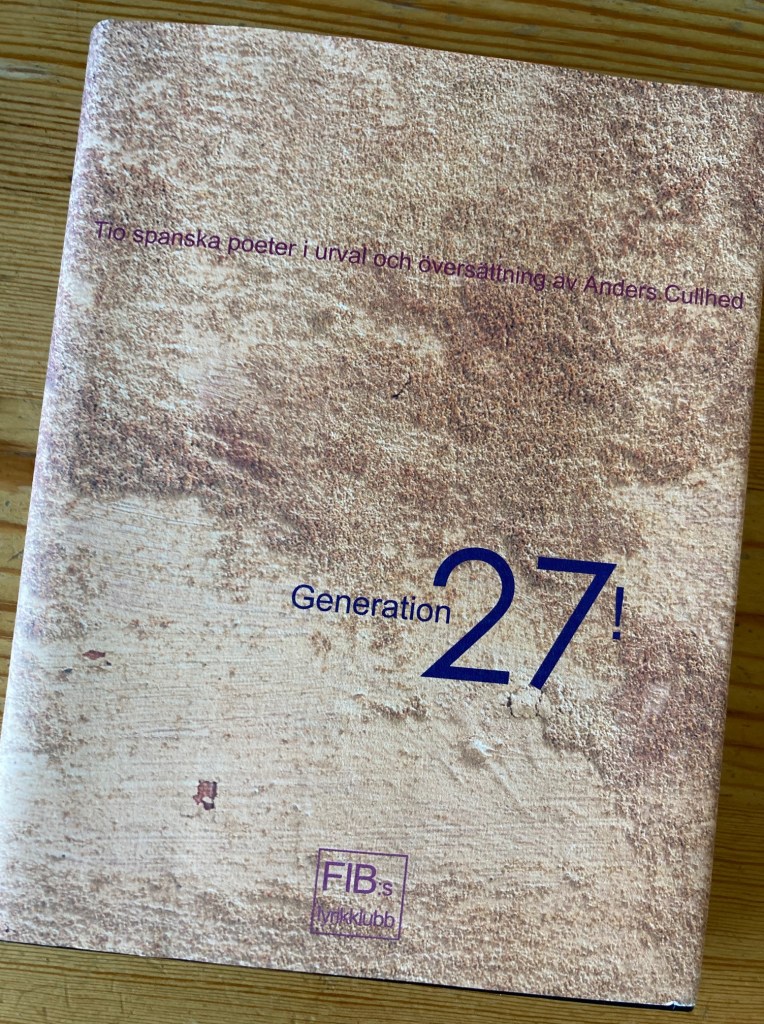 Tio spanska poeter i urval och översättning av Anders Cullhed
Generation 27!
FIB:s
lyrikklubb